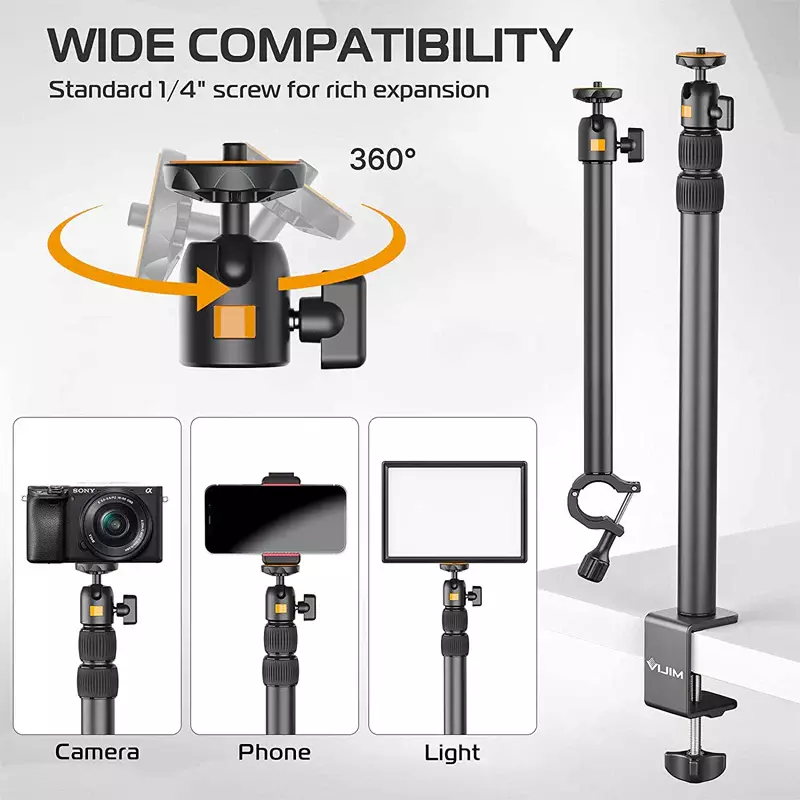 WIDE COMPATIBILITY
Standard 1/4" screw for rich expansion
360°
SONY
α
VIJIM
Camera
Phone
Light